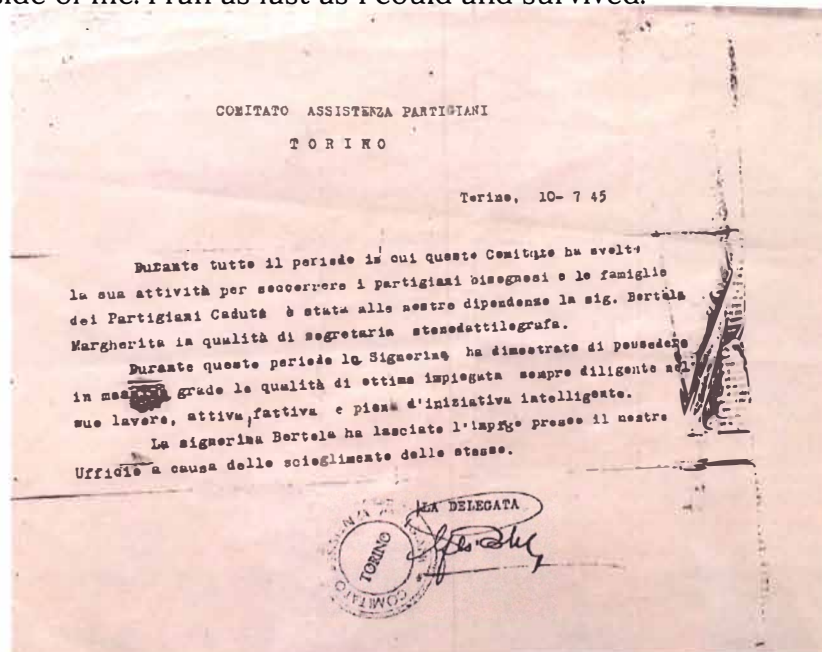 side of me. I ran as fast as I could and survived.
COMITATO ASSISTENZA PARTIGIANI
TORINO
Torino, 10- 7 45
Durante tutto il periodo in cui questo Comitato ha svolto
la sua attività per soccorrere i partigiani bisognosi e le famiglie
dei Partigiani Caduti è stata alle nostre dipendenze la sig. Bertola
Margherita in qualità di segretaria stenodattilografa.
Durante questo periodo la Signorina ha dimostrato di possedere
in grado le qualità di ottima impiegata sempre diligente nel
suo lavoro, attiva, fattiva e piena d'iniziativa intelligente.
La signorina Bertola ha lasciato l'impiego presso il nostro
Ufficio a causa dello scioglimento dello stesso.
LA DELEGATA
COMITATO ASSISTENZA
TORINO